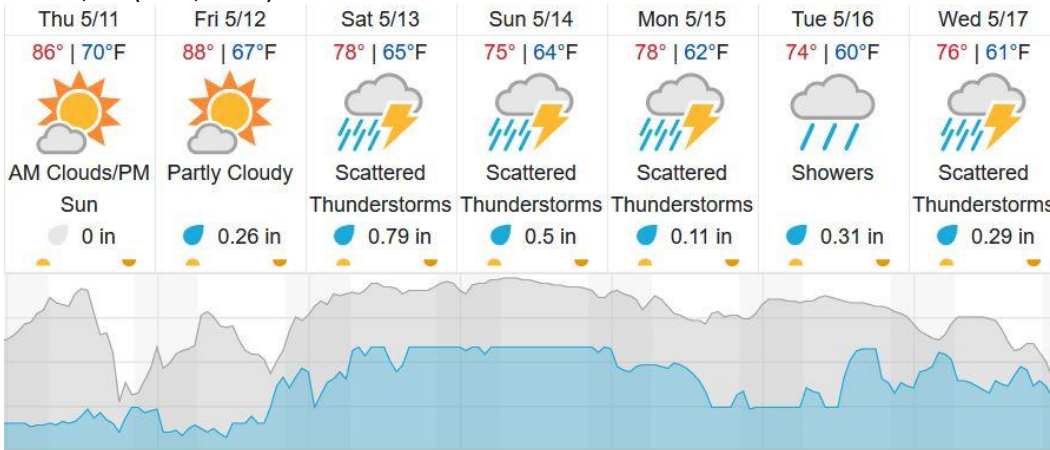 Thu 5/11 Fri 5/12 Sat 5/13 Sun 5/14 Mon 5/15 Tue 5/16 Wed 5/17
86° | 70°F 88° | 67°F 78° | 65°F 75° | 64°F 78° | 62°F 74° | 60°F 76° | 61°F
AM Clouds/PM Partly Cloudy Scattered Scattered Scattered Showers Scattered
Sun Thunderstorms Thunderstorms Thunderstorms Thunderstorms
0 in 0.26 in 0.79 in 0.5 in 0.11 in 0.31 in 0.29 in